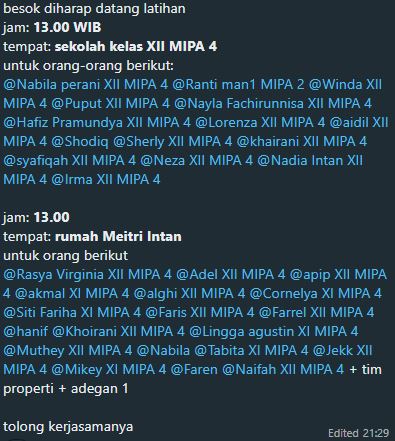 besok diharap datang latihan
jam: 13.00 WIB
tempat: sekolah kelas XII MIPA 4
untuk orang-orang berikut:
@Nabila perani XII MIPA 4 @Ranti man1 MIPA 2 @Winda XII
MIPA 4 @Puput XII MIPA 4 @Nayla Fachirunnisa XII MIPA 4
@Hafiz Pramundya XII MIPA 4 @Lorenza XII MIPA 4 @aidil XII
MIPA 4 @Shodiq @Sherly XII MIPA 4 @khairani XII MIPA 4
@syafiqah XII MIPA 4 @Neza XII MIPA 4 @Nadia Intan XII
MIPA 4 @Irma XII MIPA 4
jam: 13.00
tempat: rumah Meitri Intan
untuk orang berikut
@Rasya Virginia XII MIPA 4 @Adel XII MIPA 4 @apip XII MIPA
4 @akmal XI MIPA 4 @alghi XII MIPA 4 @Cornelya XI MIPA 4
@Siti Fariha XI MIPA 4 @Faris XII MIPA 4 @Farrel XII MIPA 4
@hanif @Khoirani XII MIPA 4 @Lingga agustin XI MIPA 4
@Muthey XII MIPA 4 @Nabila @Tabita XI MIPA 4 @Jekk XII
MIPA 4 @Mikey XI MIPA 4 @Faren @Naifah XII MIPA 4 + tim
properti + adegan 1
tolong kerjasamanya
Edited 21:29